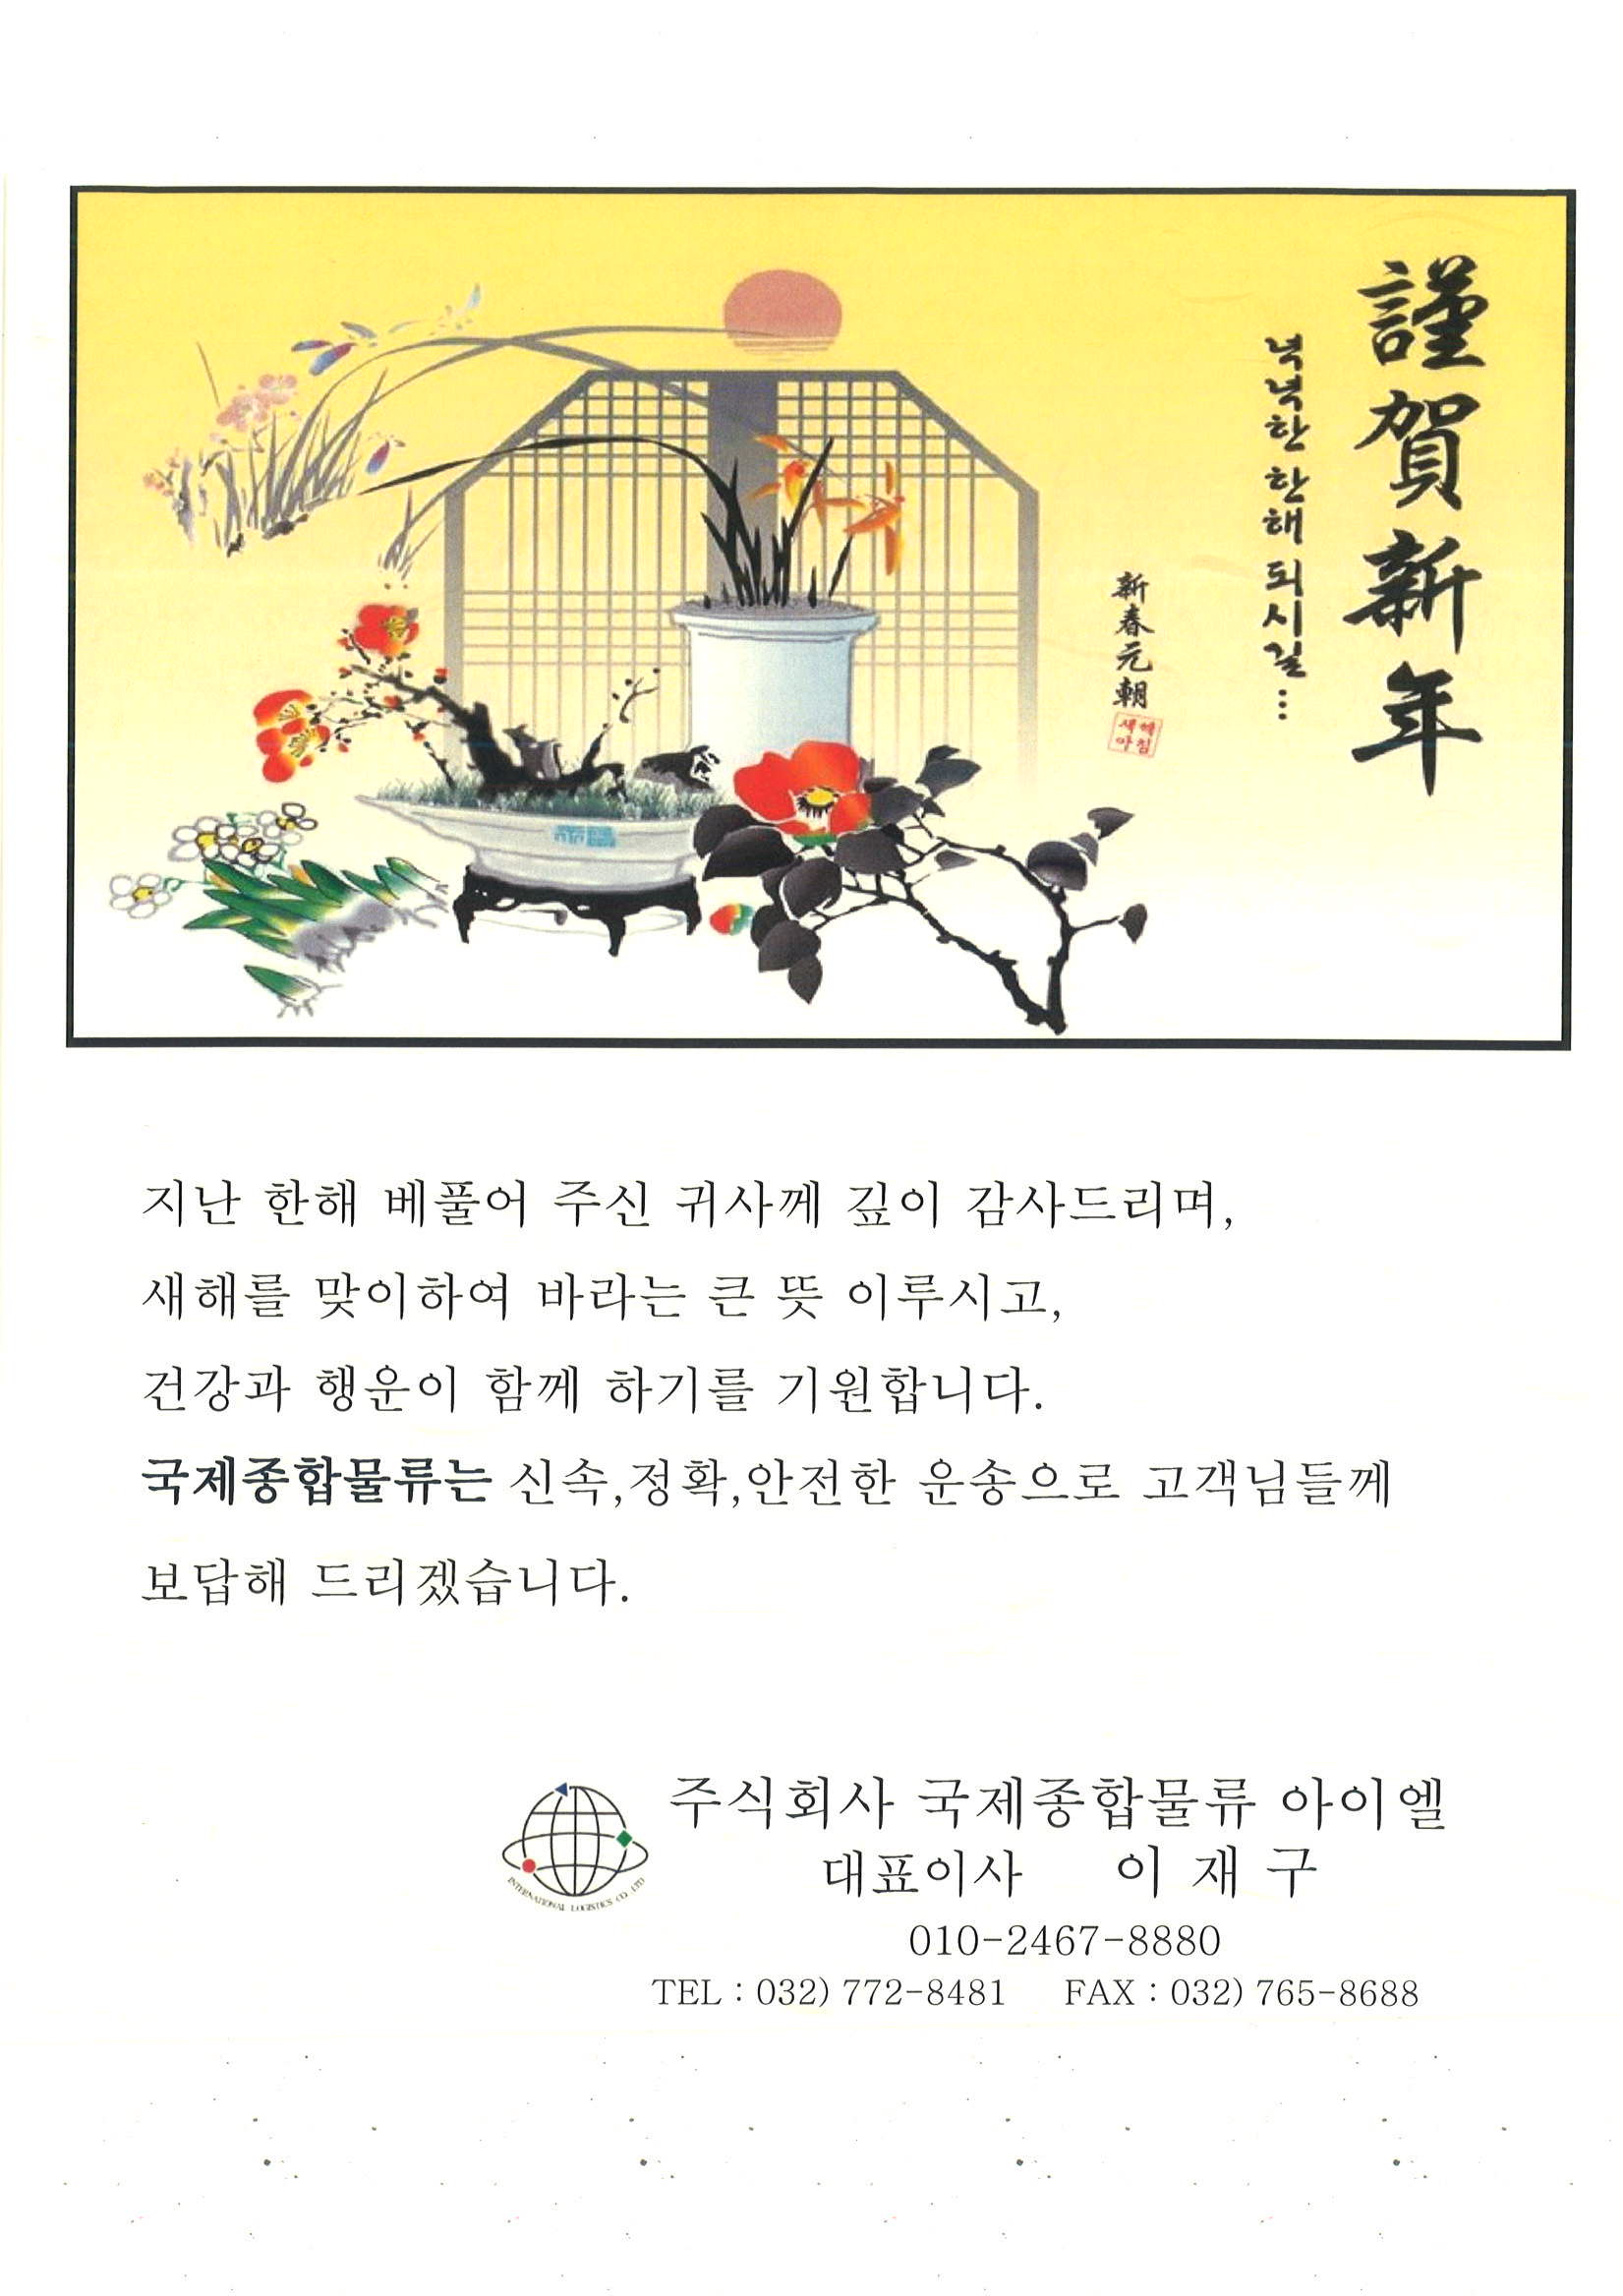 謹賀新年
넉넉한 한해 되시길...
新春元朝
새해
아침
지난 한해 베풀어 주신 귀사께 깊이 감사드리며,
새해를 맞이하여 바라는 큰 뜻 이루시고,
건강과 행운이 함께 하기를 기원합니다.
국제종합물류는 신속,정확,안전한 운송으로 고객님들께
보답해 드리겠습니다.
주식회사 국제종합물류 아이엘
대표이사 이 재 구
INTERNATIONAL LOGISTICS CO. LTD
010-2467-8880
TEL : 032) 772-8481 FAX : 032) 765-8688